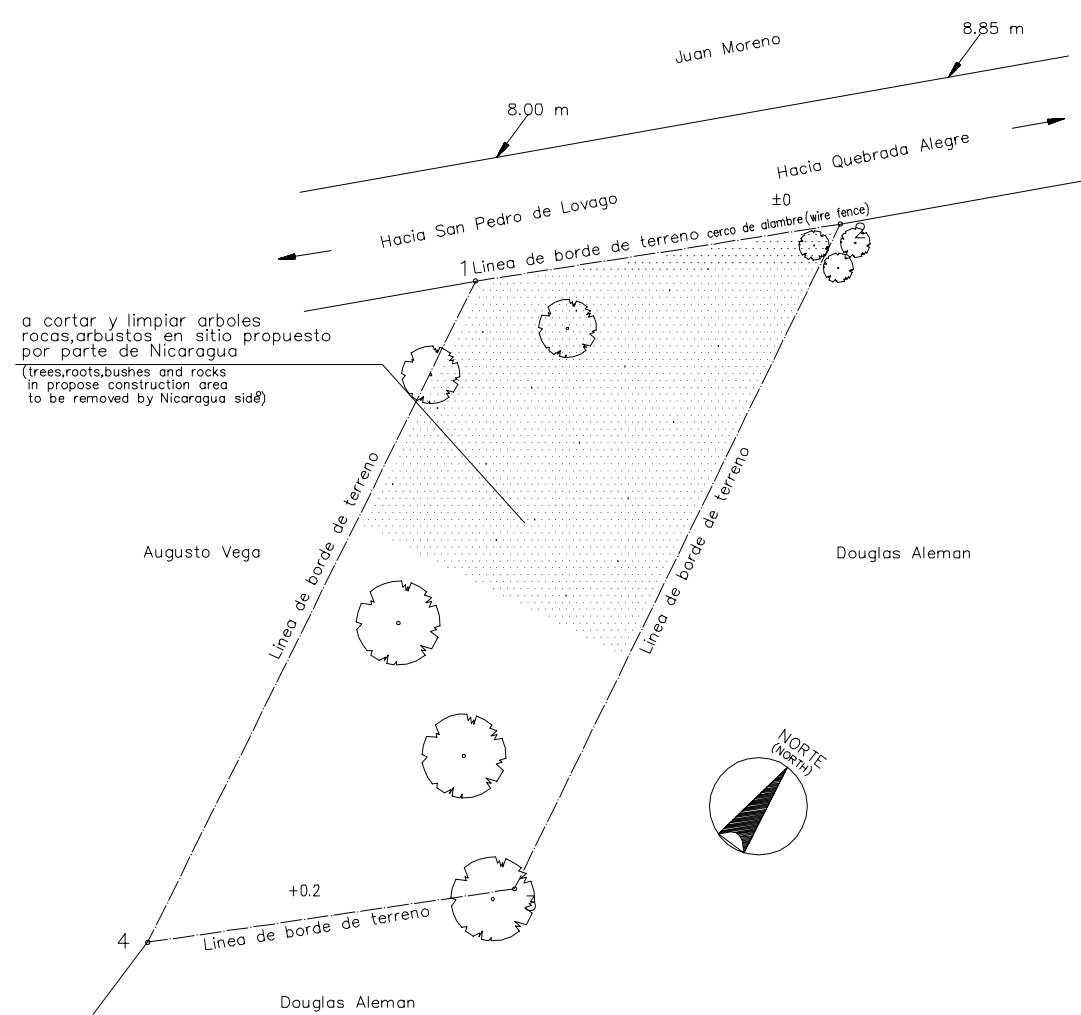 8.85 m
Juan Moreno
8.00 m
Hacia Quebrada Alegre
±0
Hacia San Pedro de Lovago
cerco de alambre(wire fence)
2
1
Linea de borde de terreno
a cortar y limpiar arboles
rocas,arbustos en sitio propuesto
por parte de Nicaragua
(trees,roots,bushes and rocks
in propose construction area
to be removed by Nicaragua side)
Linea de borde de terreno
Linea de borde de terreno
Augusto Vega
Douglas Aleman
NORTE
(NORTH)
+0.2
3
Linea de borde de terreno
4
Douglas Aleman